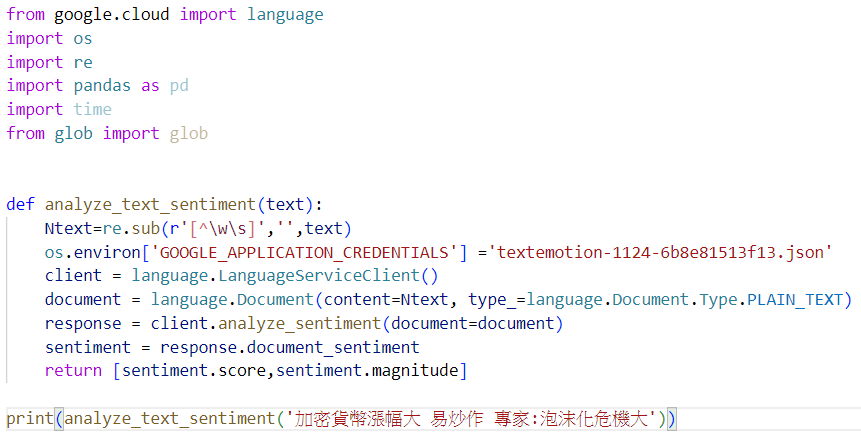 from google.cloud import language
import os
import re
import pandas as pd
import time
from glob import glob
def analyze_text_sentiment(text):
    Ntext=re.sub(r'[^\w\s]','',text)
    os.environ['GOOGLE_APPLICATION_CREDENTIALS'] ='textemotion-1124-6b8e81513f13.json'
    client = language.LanguageServiceClient()
    document = language.Document(content=Ntext, type_=language.Document.Type.PLAIN_TEXT)
    response = client.analyze_sentiment(document=document)
    sentiment = response.document_sentiment
    return [sentiment.score,sentiment.magnitude]
print(analyze_text_sentiment('加密貨幣漲幅大 易炒作 專家:泡沫化危機大'))